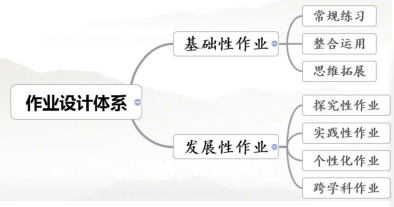 作业设计体系
基础性作业
常规练习
整合运用
思维拓展
发展性作业
探究性作业
实践性作业
个性化作业
跨学科作业